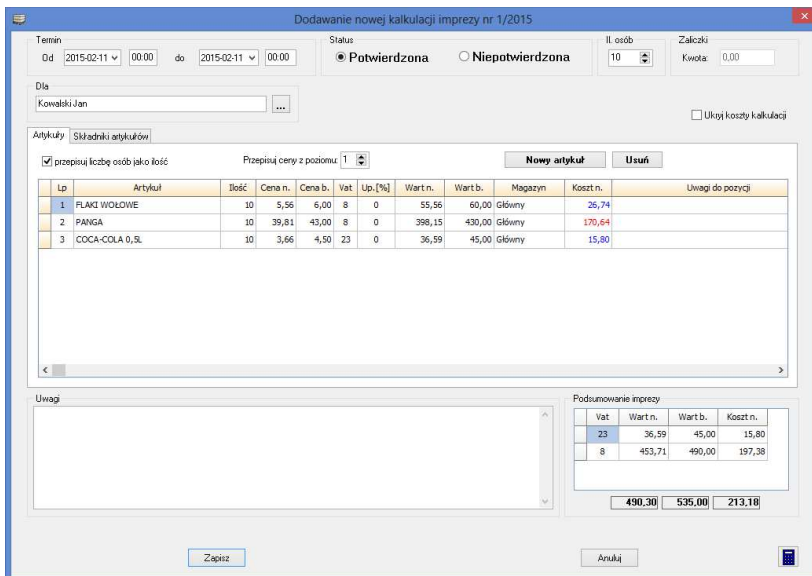 Dodawanie nowej kalkulacji imprezy nr 1/2015
Termin
Od 2015-02-11 00:00 do 2015-02-11 00:00
Status
Potwierdzona Niepotwierdzona
Il. osób
10
Zaliczki
Kwota: 0,00
Dla
Kowalski Jan ...
Ukryj koszty kalkulacji
Artykuły Składniki artykułów
przepisuj liczbę osób jako ilość Przepisuj ceny z poziomu: 1 Nowy artykuł Usuń
Lp Artykuł Ilość Cena n. Cena b. Vat Up.[%] Wart n. Wart b. Magazyn Koszt n. Uwagi do pozycji
1 FLAKI WOŁOWE 10 5,56 6,00 8 0 55,56 60,00 Główny 26,74
2 PANGA 10 39,81 43,00 8 0 398,15 430,00 Główny 170,64
3 COCA-COLA 0,5L 10 3,66 4,50 23 0 36,59 45,00 Główny 15,80
Uwagi
Podsumowanie imprezy
Vat Wart n. Wart b. Koszt n.
23 36,59 45,00 15,80
8 453,71 490,00 197,38
490,30 535,00 213,18
Zapisz Anuluj